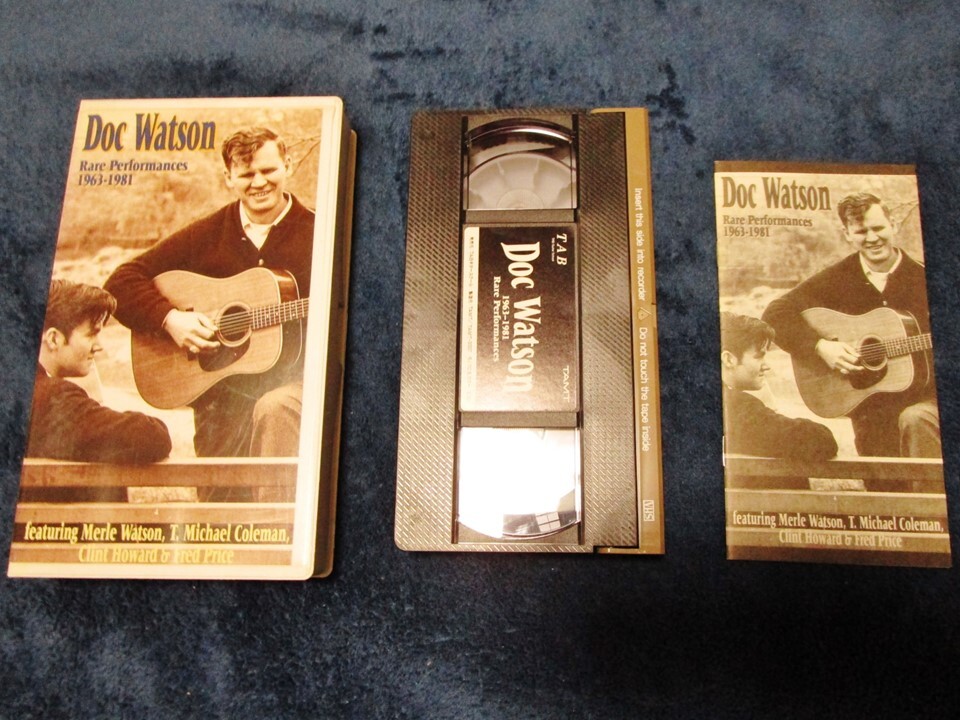 Doc Watson
Rare Performances
1963-1981
featuring Merle Watson, T. Michael Coleman,
Clint Howard & Fred Price
TAB
Doc Watson
1963-1981
Rare Performances
Insert this side into recorder Do not touch the tape inside
VHS
Doc Watson
Rare Performances
1963-1981
featuring Merle Watson, T. Michael Coleman,
Clint Howard & Fred Price